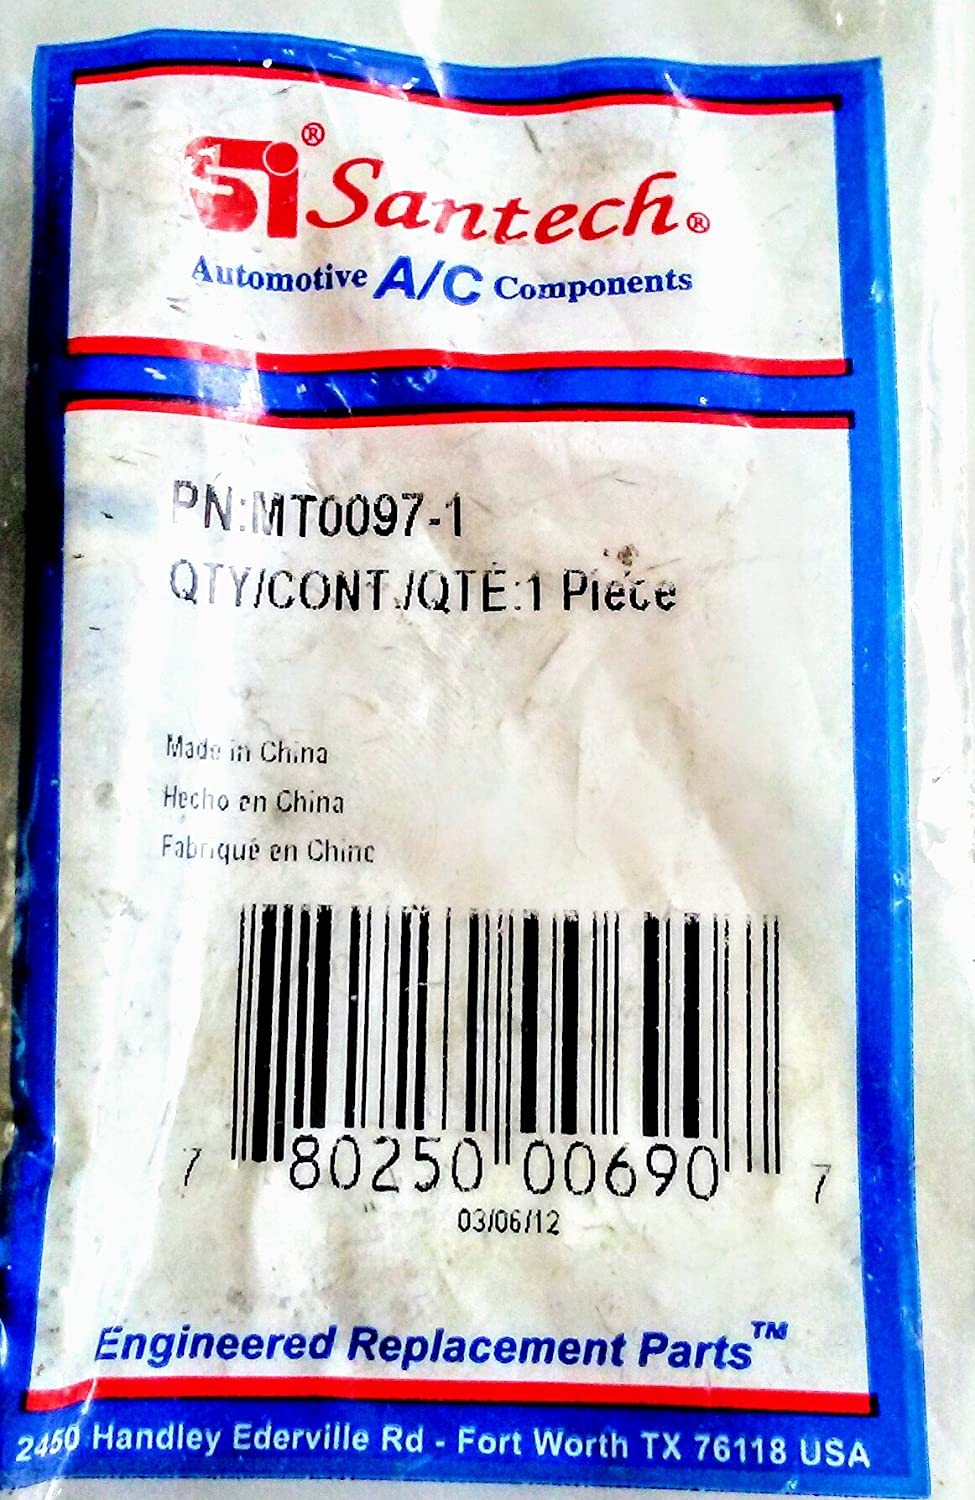 Si® Santech®
Automotive A/C Components
PN:MT0097-1
QTY/CONT./QTE:1 Piece
Made in China
Hecho en China
Fabriqué en Chine
7 80250 00690 7
03/06/12
Engineered Replacement Parts™
2450 Handley Ederville Rd - Fort Worth TX 76118 USA